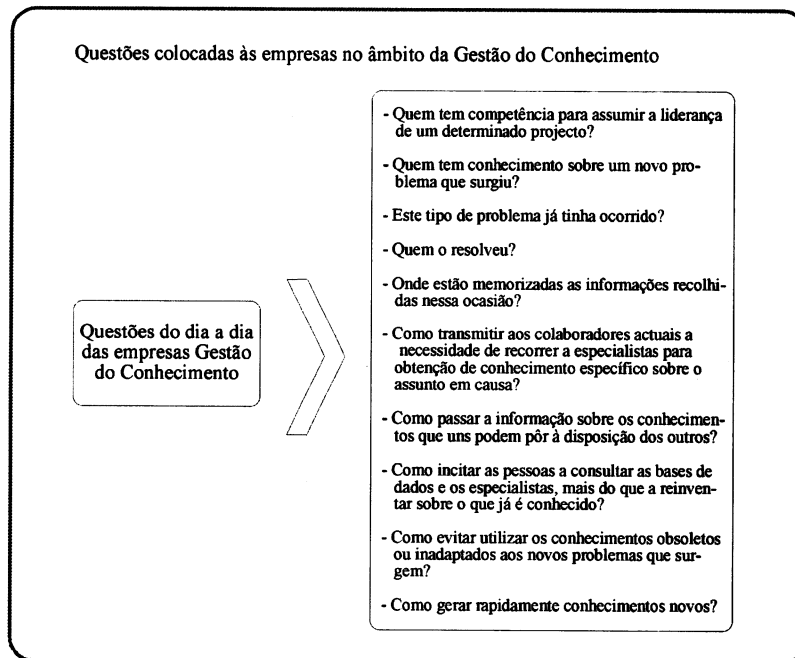 Questões colocadas às empresas no âmbito da Gestão do Conhecimento
Questões do dia a dia
das empresas Gestão
do Conhecimento
- Quem tem competência para assumir a liderança
de um determinado projecto?
- Quem tem conhecimento sobre um novo pro-
blema que surgiu?
- Este tipo de problema já tinha ocorrido?
- Quem o resolveu?
- Onde estão memorizadas as informações recolhi-
das nessa ocasião?
- Como transmitir aos colaboradores actuais a
necessidade de recorrer a especialistas para
obtenção de conhecimento específico sobre o
assunto em causa?
- Como passar a informação sobre os conhecimen-
tos que uns podem pôr à disposição dos outros?
- Como incitar as pessoas a consultar as bases de
dados e os especialistas, mais do que a reinven-
tar sobre o que já é conhecido?
- Como evitar utilizar os conhecimentos obsoletos
ou inadaptados aos novos problemas que sur-
gem?
- Como gerar rapidamente conhecimentos novos?